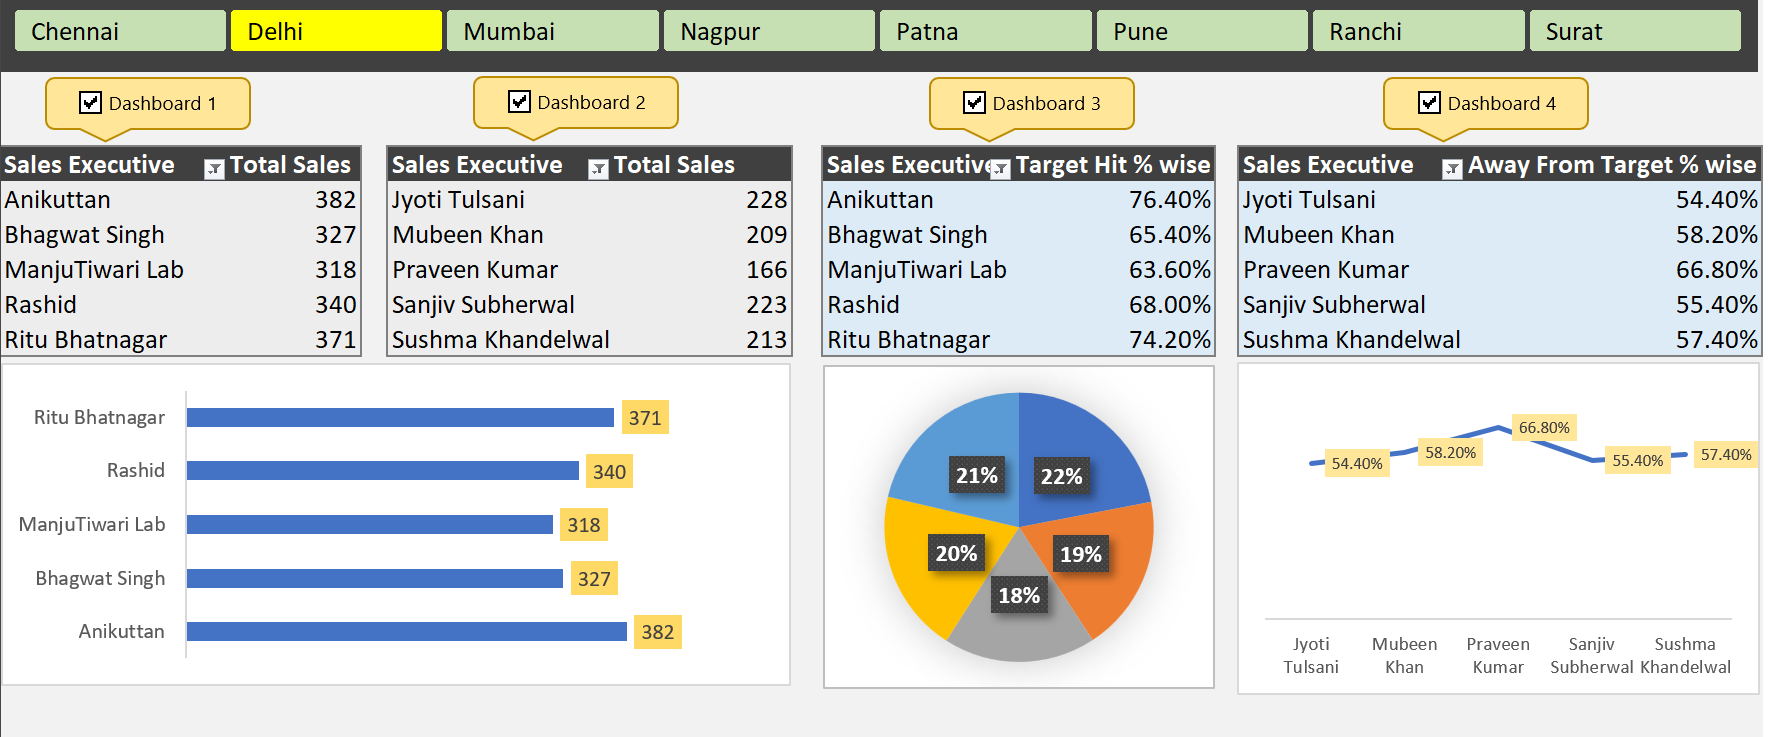 Chennai Delhi Mumbai Nagpur Patna Pune Ranchi Surat
Dashboard 1 Dashboard 2 Dashboard 3 Dashboard 4
Sales Executive Total Sales
Anikuttan 382
Bhagwat Singh 327
ManjuTiwari Lab 318
Rashid 340
Ritu Bhatnagar 371
Sales Executive Total Sales
Jyoti Tulsani 228
Mubeen Khan 209
Praveen Kumar 166
Sanjiv Subherwal 223
Sushma Khandelwal 213
Sales Executive Target Hit % wise
Anikuttan 76.40%
Bhagwat Singh 65.40%
ManjuTiwari Lab 63.60%
Rashid 68.00%
Ritu Bhatnagar 74.20%
Sales Executive Away From Target % wise
Jyoti Tulsani 54.40%
Mubeen Khan 58.20%
Praveen Kumar 66.80%
Sanjiv Subherwal 55.40%
Sushma Khandelwal 57.40%
Ritu Bhatnagar 371
Rashid 340
ManjuTiwari Lab 318
Bhagwat Singh 327
Anikuttan 382
21% 22%
20% 19%
18%
54.40% 58.20% 66.80% 55.40% 57.40%
Jyoti Mubeen Praveen Sanjiv Sushma
Tulsani Khan Kumar Subherwal Khandelwal